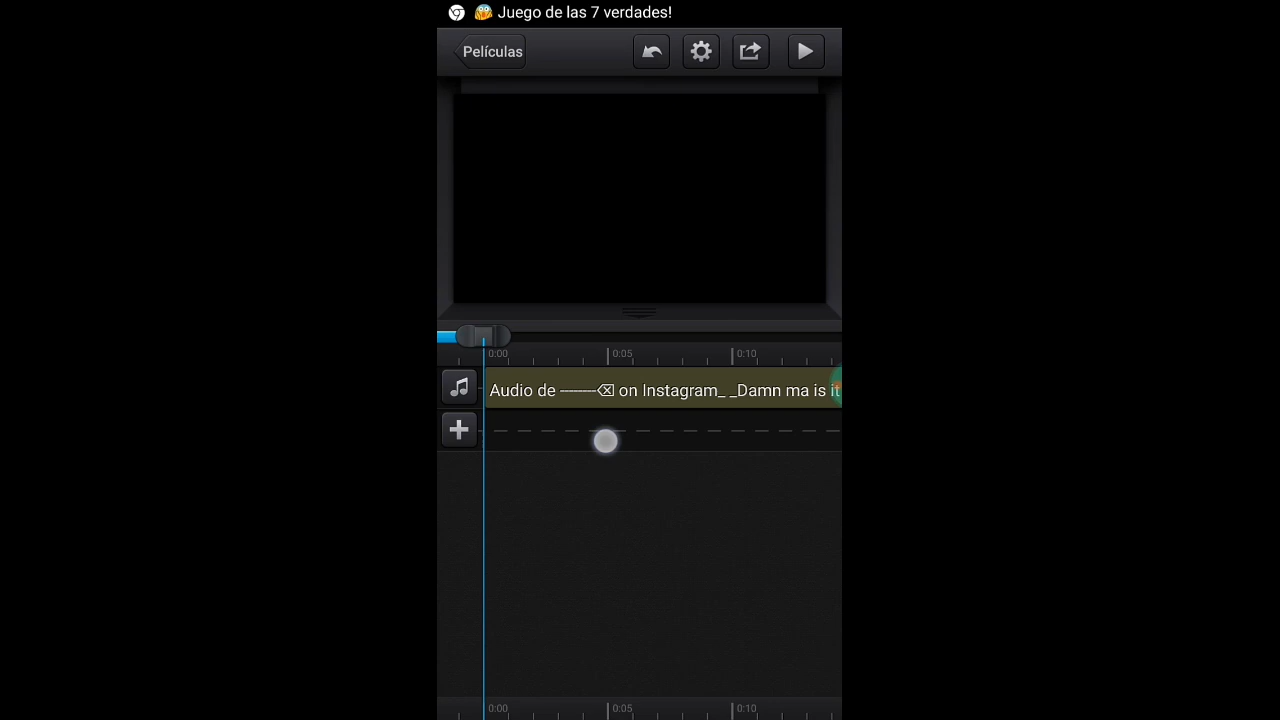 😱 Juego de las 7 verdades!
Películas
0:00 0:05 0:10
Audio de ---------⌫ on Instagram_ _Damn ma is it
0:00 0:05 0:10